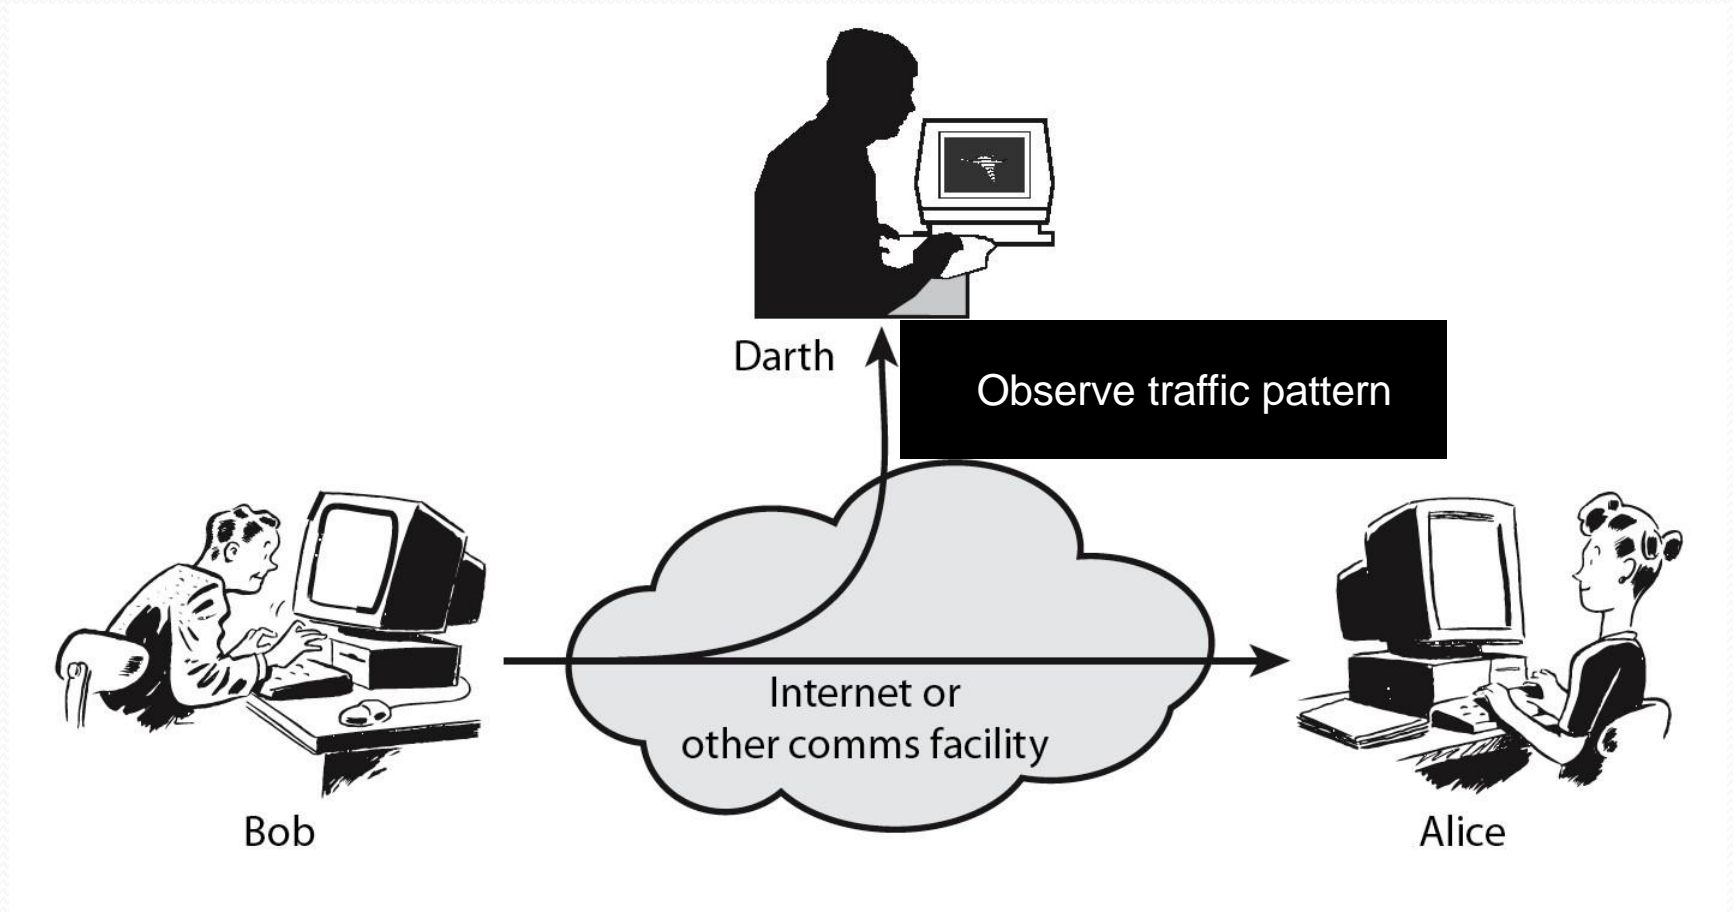 Darth
Observe traffic pattern
Internet or
other comms facility
Bob
Alice